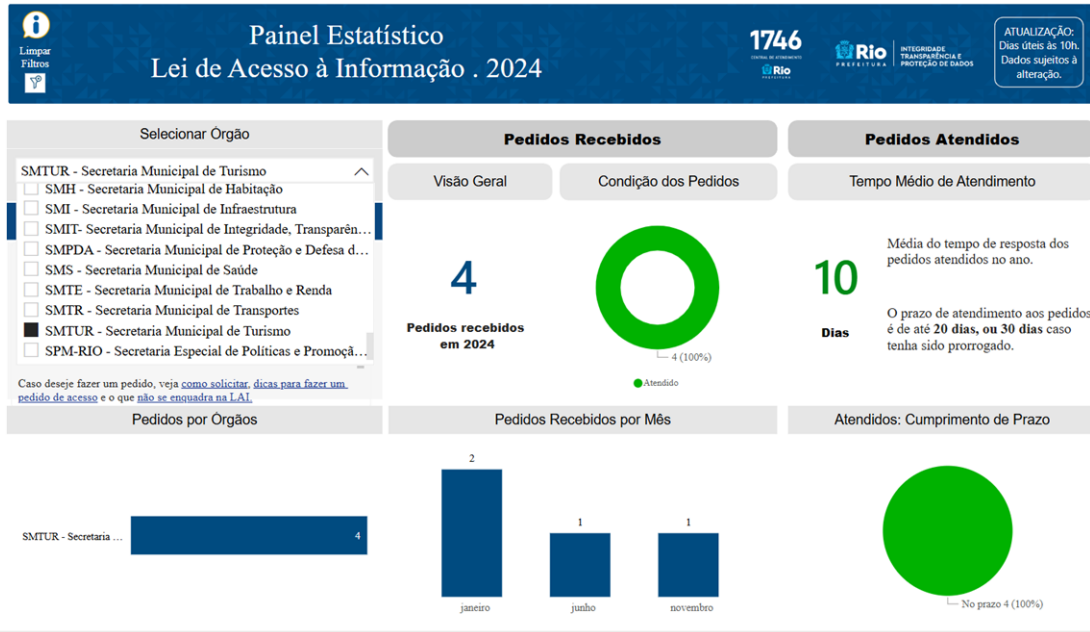 Limpar
Filtros
Painel Estatístico
Lei de Acesso à Informação . 2024
1746
CENTRAL DE ATENDIMENTO
Rio
PREFEITURA
Rio
PREFEITURA
INTEGRIDADE
TRANSPARÊNCIA E
PROTEÇÃO DE DADOS
ATUALIZAÇÃO:
Dias úteis às 10h.
Dados sujeitos à
alteração.
Selecionar Órgão
SMTUR - Secretaria Municipal de Turismo
SMH - Secretaria Municipal de Habitação
SMI - Secretaria Municipal de Infraestrutura
SMIT- Secretaria Municipal de Integridade, Transparên...
SMPDA - Secretaria Municipal de Proteção e Defesa d...
SMS - Secretaria Municipal de Saúde
SMTE - Secretaria Municipal de Trabalho e Renda
SMTR - Secretaria Municipal de Transportes
SMTUR - Secretaria Municipal de Turismo
SPM-RIO - Secretaria Especial de Políticas e Promoçã...
Caso deseje fazer um pedido, veja como solicitar, dicas para fazer um
pedido de acesso e o que não se enquadra na LAI.
Pedidos Recebidos
Visão Geral
Condição dos Pedidos
4
Pedidos recebidos
em 2024
4 (100%)
Atendido
Pedidos Atendidos
Tempo Médio de Atendimento
10
Dias
Média do tempo de resposta dos
pedidos atendidos no ano.
O prazo de atendimento aos pedidos
é de até 20 dias, ou 30 dias caso
tenha sido prorrogado.
Pedidos por Órgãos
SMTUR - Secretaria ...
4
Pedidos Recebidos por Mês
2
1
1
janeiro
junho
novembro
Atendidos: Cumprimento de Prazo
No prazo 4 (100%)